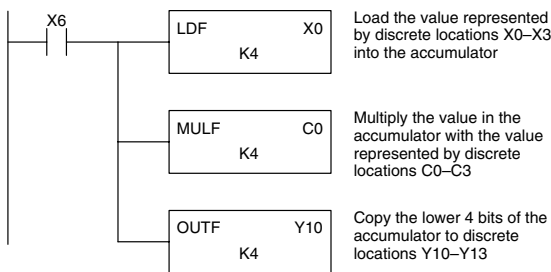 X6
LDF X0
K4
Load the value represented
by discrete locations X0–X3
into the accumulator
MULF C0
K4
Multiply the value in the
accumulator with the value
represented by discrete
locations C0–C3
OUTF Y10
K4
Copy the lower 4 bits of the
accumulator to discrete
locations Y10–Y13